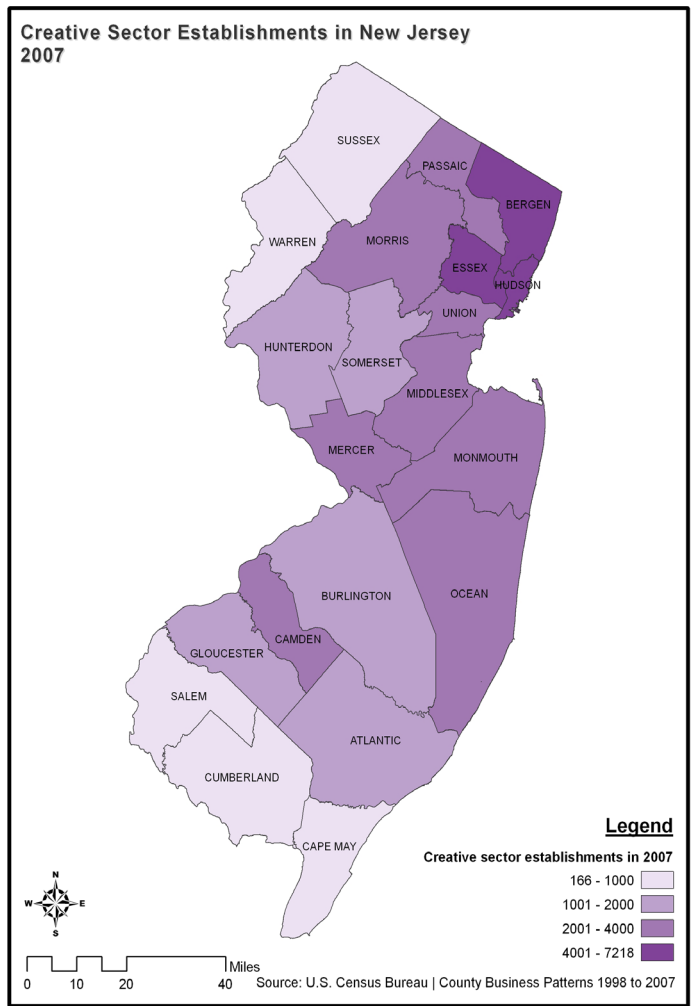 Creative Sector Establishments in New Jersey
2007
SUSSEX
PASSAIC
BERGEN
WARREN
MORRIS
ESSEX
HUDSON
UNION
HUNTERDON
SOMERSET
MIDDLESEX
MERCER
MONMOUTH
OCEAN
BURLINGTON
CAMDEN
GLOUCESTER
SALEM
ATLANTIC
CUMBERLAND
CAPE MAY
Legend
Creative sector establishments in 2007
166 - 1000
1001 - 2000
2001 - 4000
4001 - 7218
N
W E
S
Miles
0 10 20 40
Source: U.S. Census Bureau | County Business Patterns 1998 to 2007